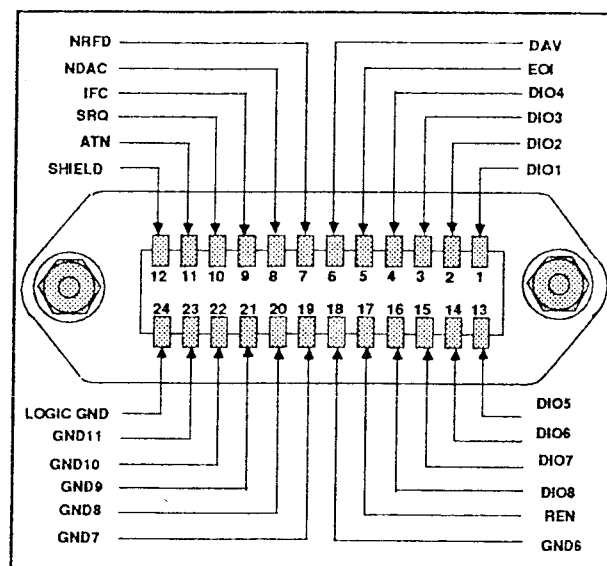 NRFD DAV
NDAC EOI
IFC DIO4
SRQ DIO3
ATN DIO2
SHIELD DIO1
12 11 10 9 8 7 6 5 4 3 2 1
24 23 22 21 20 19 18 17 16 15 14 13
LOGIC GND DIO5
GND11 DIO6
GND10 DIO7
GND9 DIO8
GND8 REN
GND7 GND6